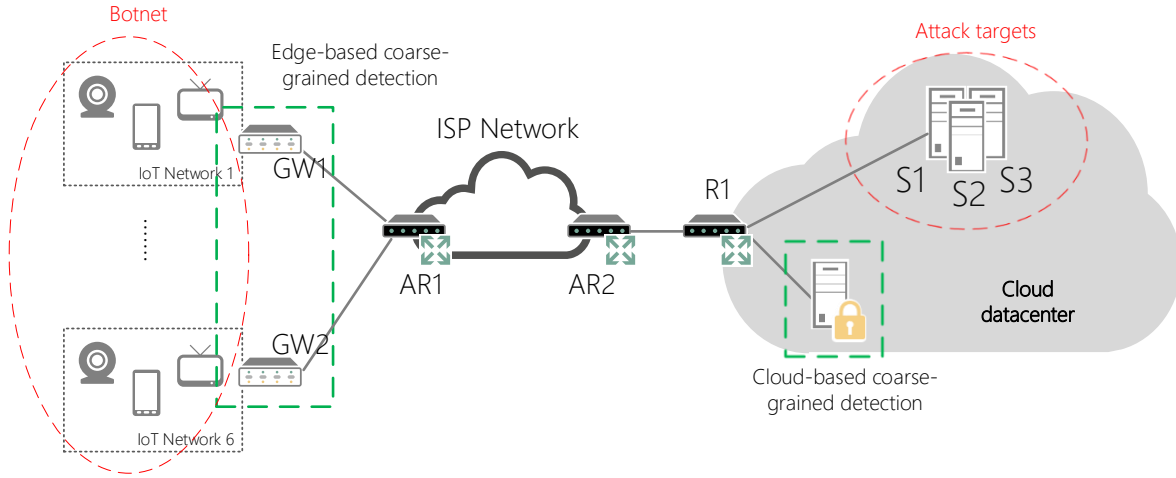 Botnet
Edge-based coarse-
grained detection
IoT Network 1
GW1
ISP Network
Attack targets
S1
S2
S3
R1
AR1
AR2
Cloud
datacenter
GW2
IoT Network 6
Cloud-based coarse-
grained detection